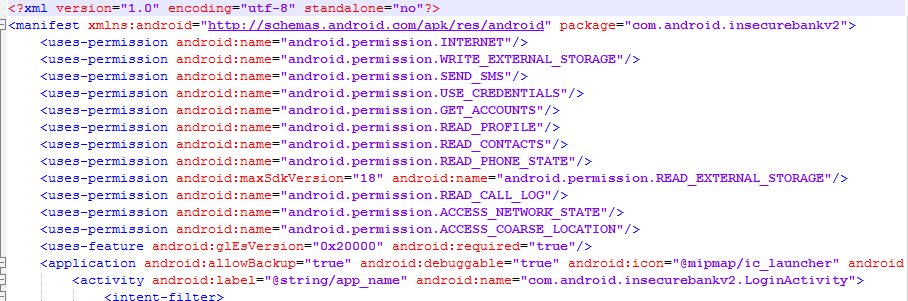 <?xml version="1.0" encoding="utf-8" standalone="no"?>
<manifest xmlns:android="http://schemas.android.com/apk/res/android" package="com.android.insecurebankv2">
<uses-permission android:name="android.permission.INTERNET"/>
<uses-permission android:name="android.permission.WRITE_EXTERNAL_STORAGE"/>
<uses-permission android:name="android.permission.SEND_SMS"/>
<uses-permission android:name="android.permission.USE_CREDENTIALS"/>
<uses-permission android:name="android.permission.GET_ACCOUNTS"/>
<uses-permission android:name="android.permission.READ_PROFILE"/>
<uses-permission android:name="android.permission.READ_CONTACTS"/>
<uses-permission android:name="android.permission.READ_PHONE_STATE"/>
<uses-permission android:maxSdkVersion="18" android:name="android.permission.READ_EXTERNAL_STORAGE"/>
<uses-permission android:name="android.permission.READ_CALL_LOG"/>
<uses-permission android:name="android.permission.ACCESS_NETWORK_STATE"/>
<uses-permission android:name="android.permission.ACCESS_COARSE_LOCATION"/>
<uses-feature android:glEsVersion="0x20000" android:required="true"/>
<application android:allowBackup="true" android:debuggable="true" android:icon="@mipmap/ic_launcher" android
<activity android:label="@string/app_name" android:name="com.android.insecurebankv2.LoginActivity">
<intent-filter>